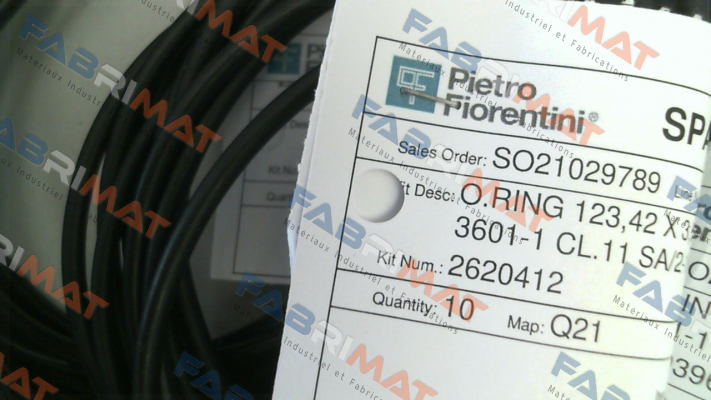 Pietro
Fiorentini®
Sales Order: SO21029789
Desc: O.RING 123,42 X
3601-1 CL.11 SA/2
Kit Num.: 2620412
Quantity: 10 Map: Q21
FABRIMAT
Materiaux Industriel et Fabrications